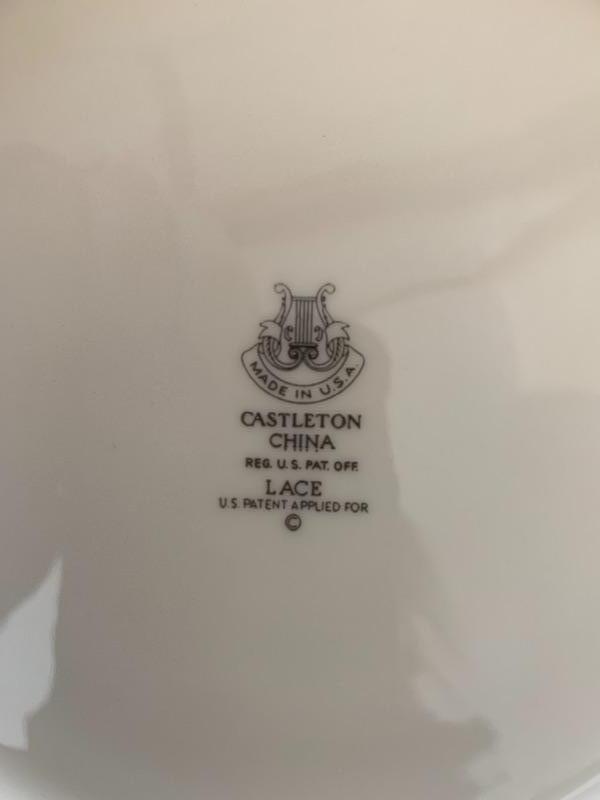 MADE IN U.S.A.
CASTLETON
CHINA
REG. U.S. PAT. OFF.
LACE
U.S. PATENT APPLIED FOR
©